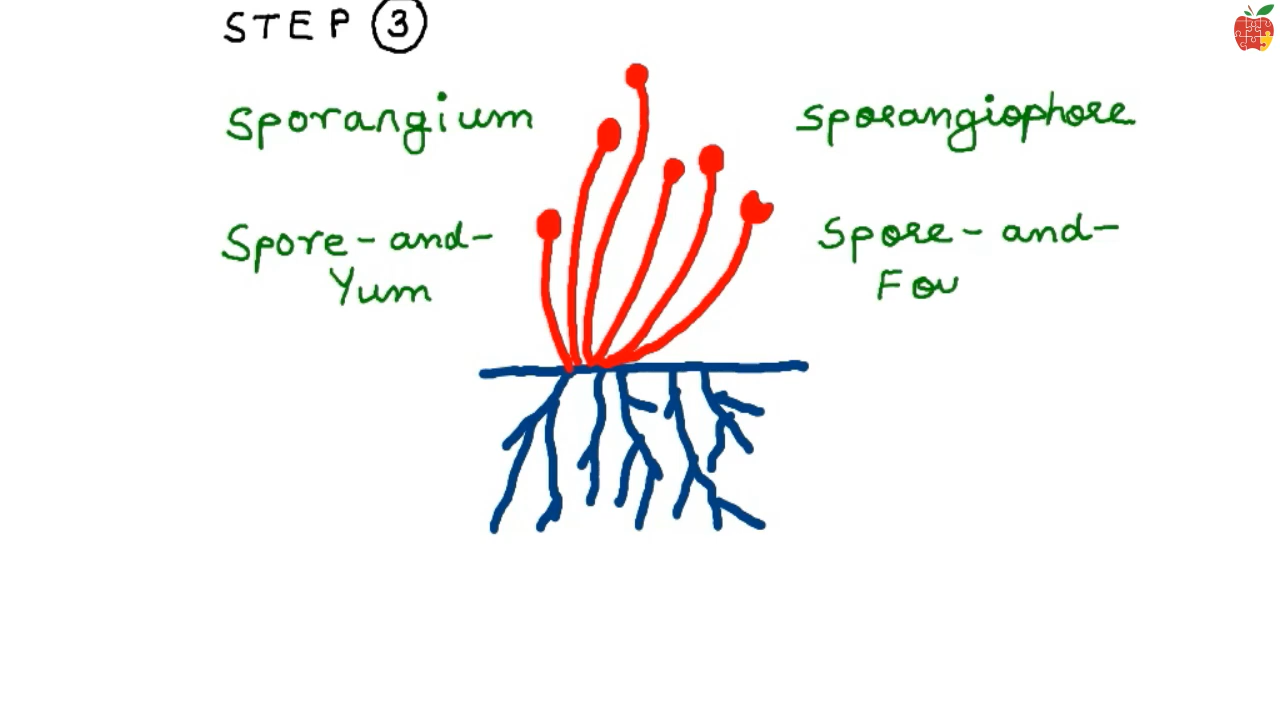 STEP 3
Sporangium
Sporangiophore
Spore-and-
Yum
Spore-and-
Fou